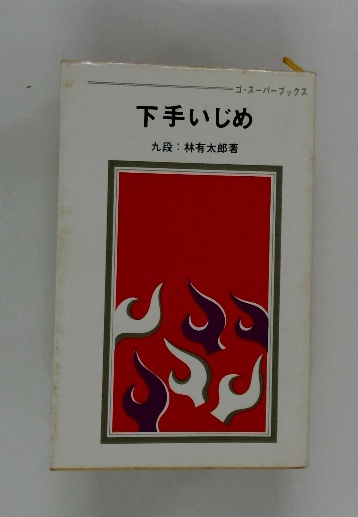 ゴ・スーパーブックス
下手いじめ
九段：林有太郎著